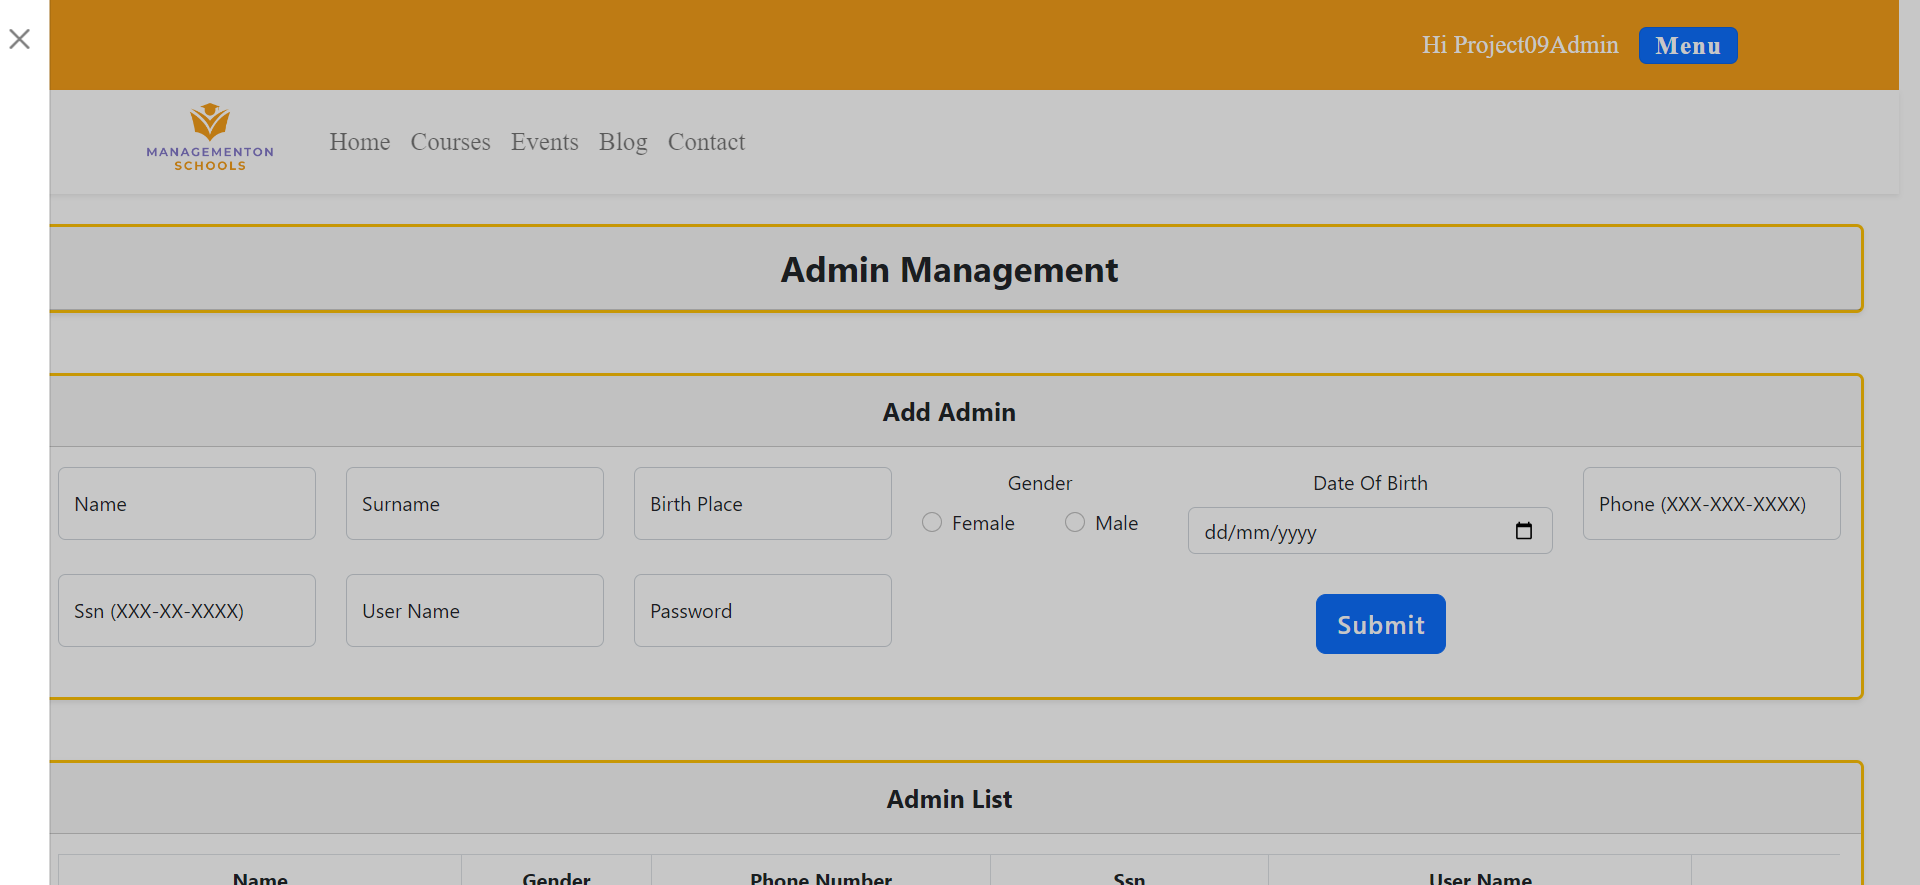 Hi Project09Admin Menu
MANAGEMENTON
SCHOOLS
Home Courses Events Blog Contact
Admin Management
Add Admin
Name Surname Birth Place Gender Female Male Date Of Birth dd/mm/yyyy Phone (XXX-XXX-XXXX)
Ssn (XXX-XX-XXXX) User Name Password Submit
Admin List
Name Gender Phone Number Ssn User Name